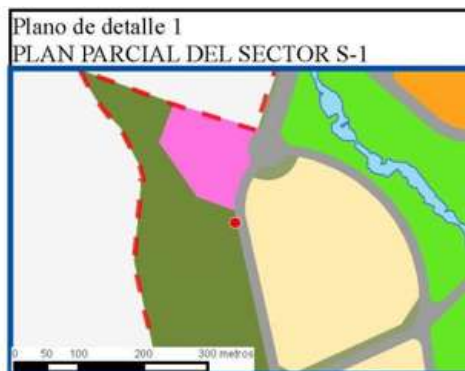 Plano de detalle 1
PLAN PARCIAL DEL SECTOR S-1
0 50 100 200 300 metros